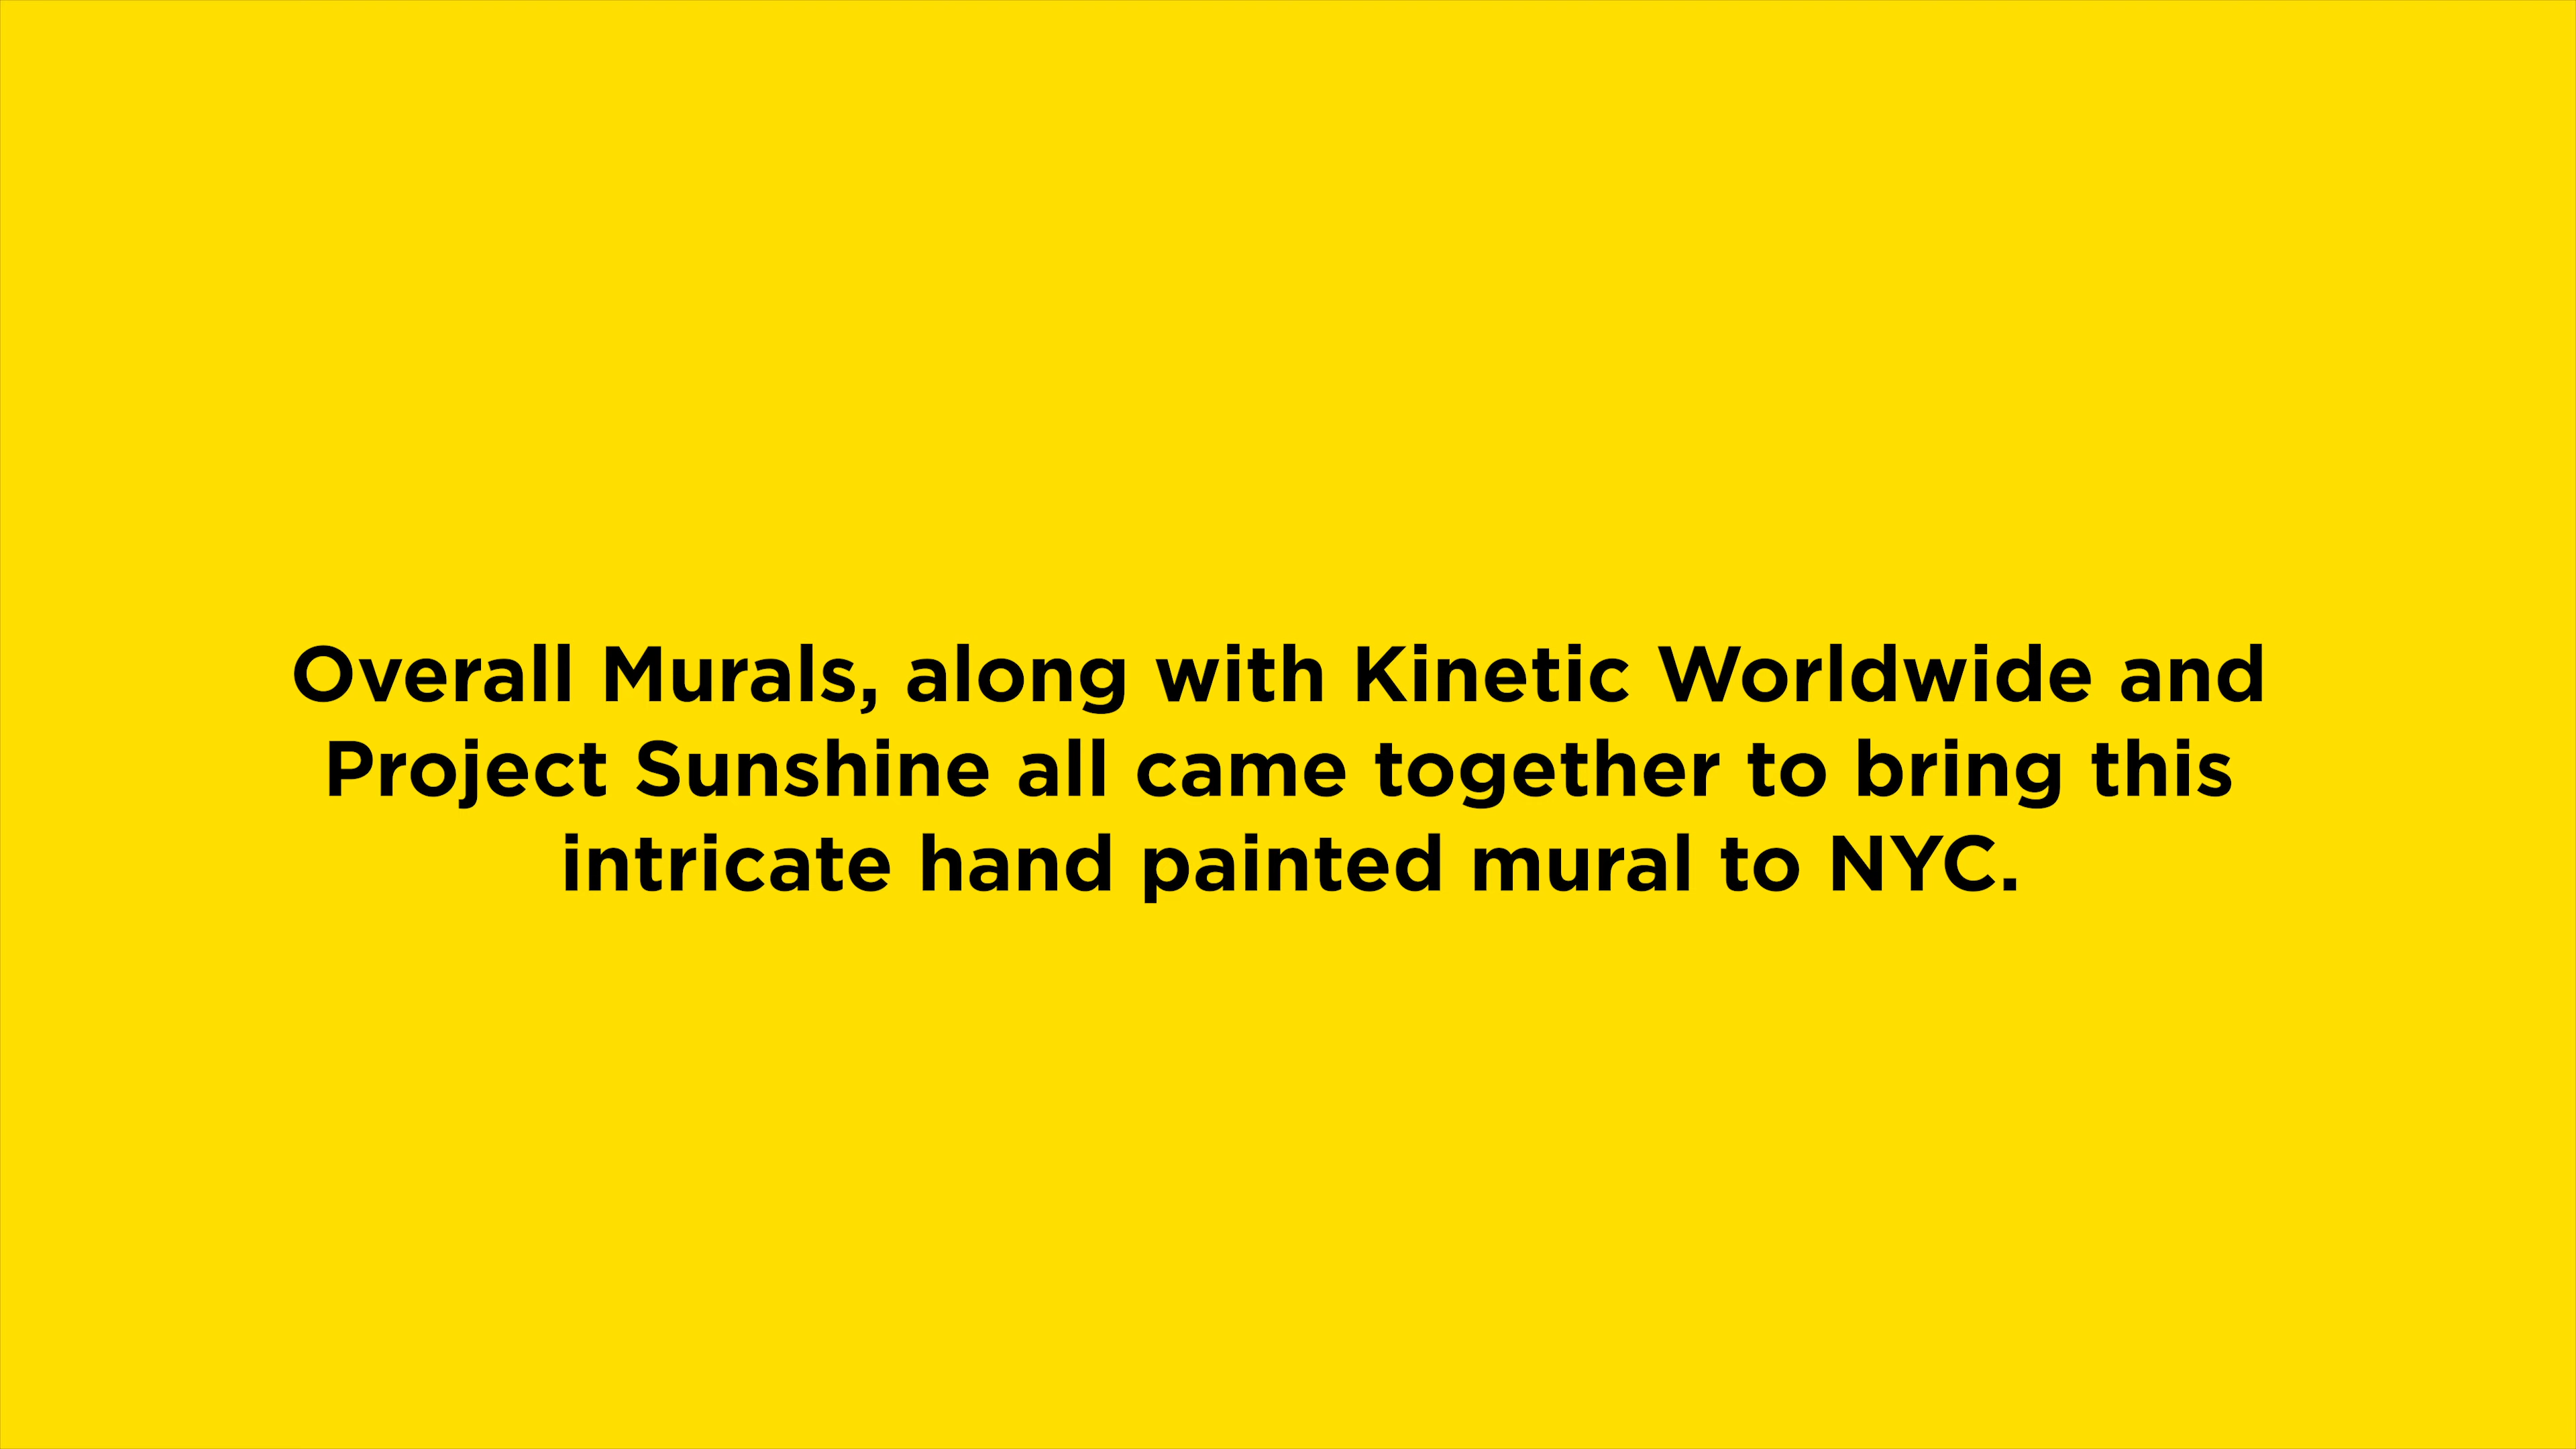 Overall Murals, along with Kinetic Worldwide and
Project Sunshine all came together to bring this
intricate hand painted mural to NYC.